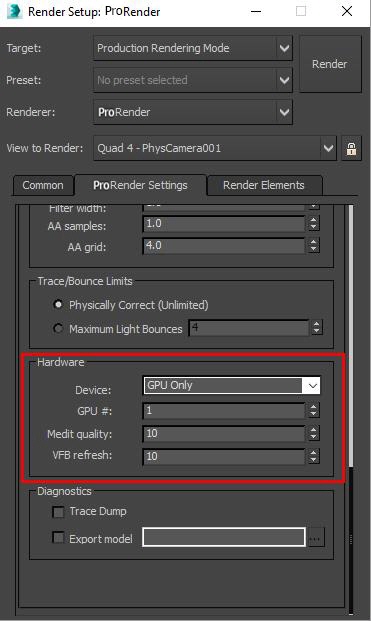 Render Setup: ProRender
Target: Production Rendering Mode
Render
Preset: No preset selected
Renderer: ProRender
View to Render: Quad 4 - PhysCamera001
Common ProRender Settings Render Elements
Filter width:
AA samples: 1.0
AA grid: 4.0
Trace/Bounce Limits
Physically Correct (Unlimited)
Maximum Light Bounces 4
Hardware
Device: GPU Only
GPU #: 1
Medit quality: 10
VFB refresh: 10
Diagnostics
Trace Dump
Export model ...